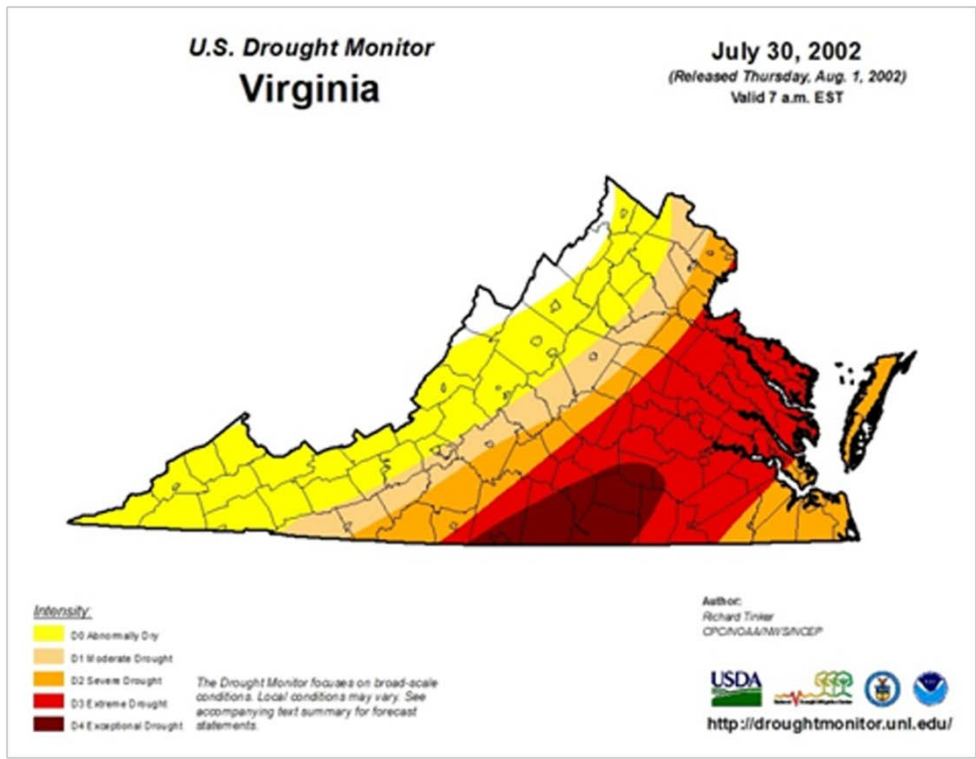 U.S. Drought Monitor
Virginia
July 30, 2002
(Released Thursday, Aug. 1, 2002)
Valid 7 a.m. EST
Intensity:
D0 Abnormally Dry
D1 Moderate Drought
D2 Severe Drought
D3 Extreme Drought
D4 Exceptional Drought
The Drought Monitor focuses on broad-scale
conditions. Local conditions may vary. See
accompanying text summary for forecast
statements.
Author:
Richard Tinker
CPC/NOAA/NWS/NCEP
USDA
http://droughtmonitor.unl.edu/